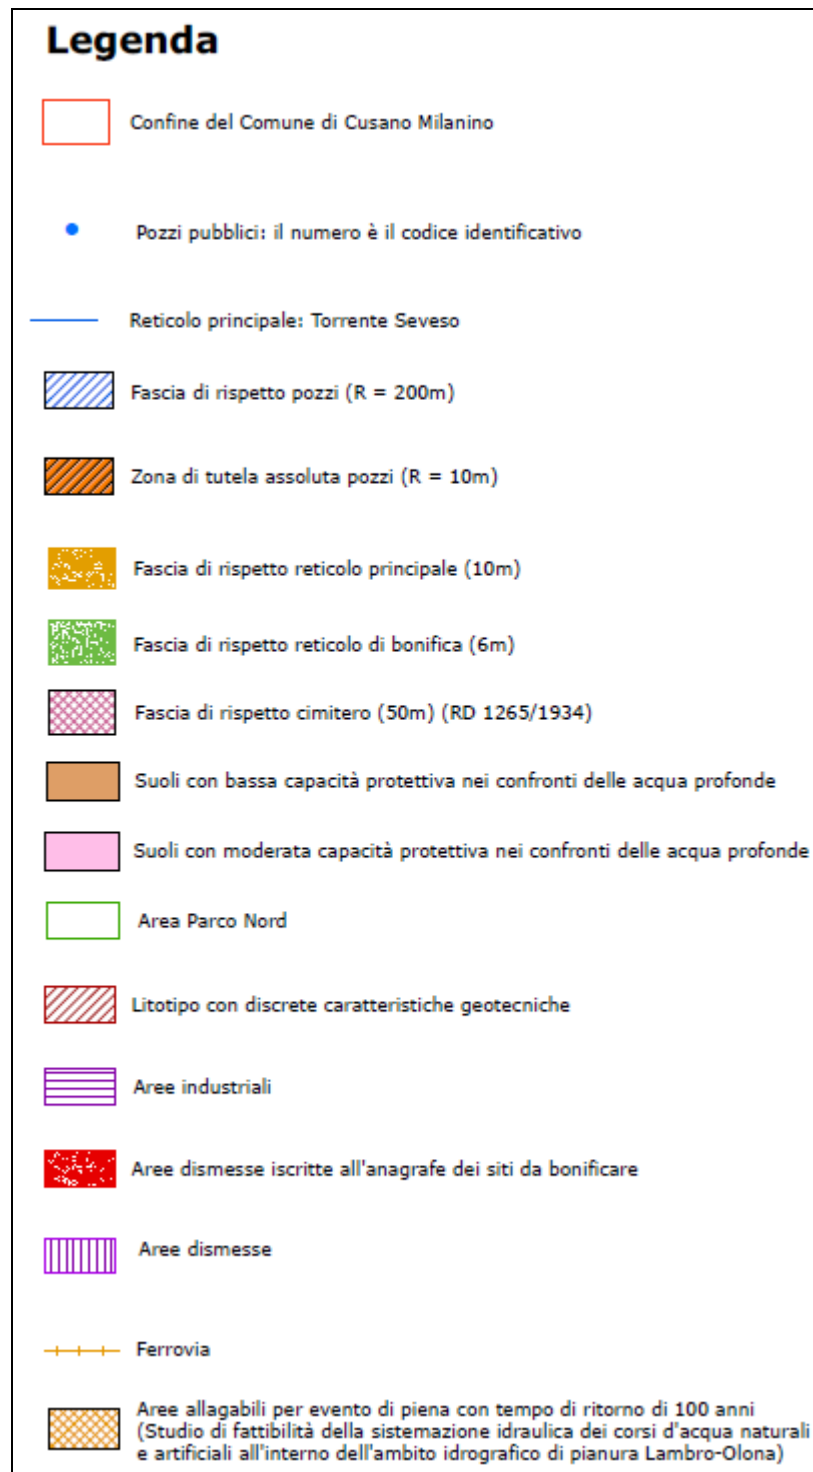 Legenda
Confine del Comune di Cusano Milanino
Pozzi pubblici: il numero è il codice identificativo
Reticolo principale: Torrente Seveso
Fascia di rispetto pozzi (R = 200m)
Zona di tutela assoluta pozzi (R = 10m)
Fascia di rispetto reticolo principale (10m)
Fascia di rispetto reticolo di bonifica (6m)
Fascia di rispetto cimitero (50m) (RD 1265/1934)
Suoli con bassa capacità protettiva nei confronti delle acqua profonde
Suoli con moderata capacità protettiva nei confronti delle acqua profonde
Area Parco Nord
Litotipo con discrete caratteristiche geotecniche
Aree industriali
Aree dismesse iscritte all'anagrafe dei siti da bonificare
Aree dismesse
Ferrovia
Aree allagabili per evento di piena con tempo di ritorno di 100 anni
(Studio di fattibilità della sistemazione idraulica dei corsi d'acqua naturali
e artificiali all'interno dell'ambito idrografico di pianura Lambro-Olona)